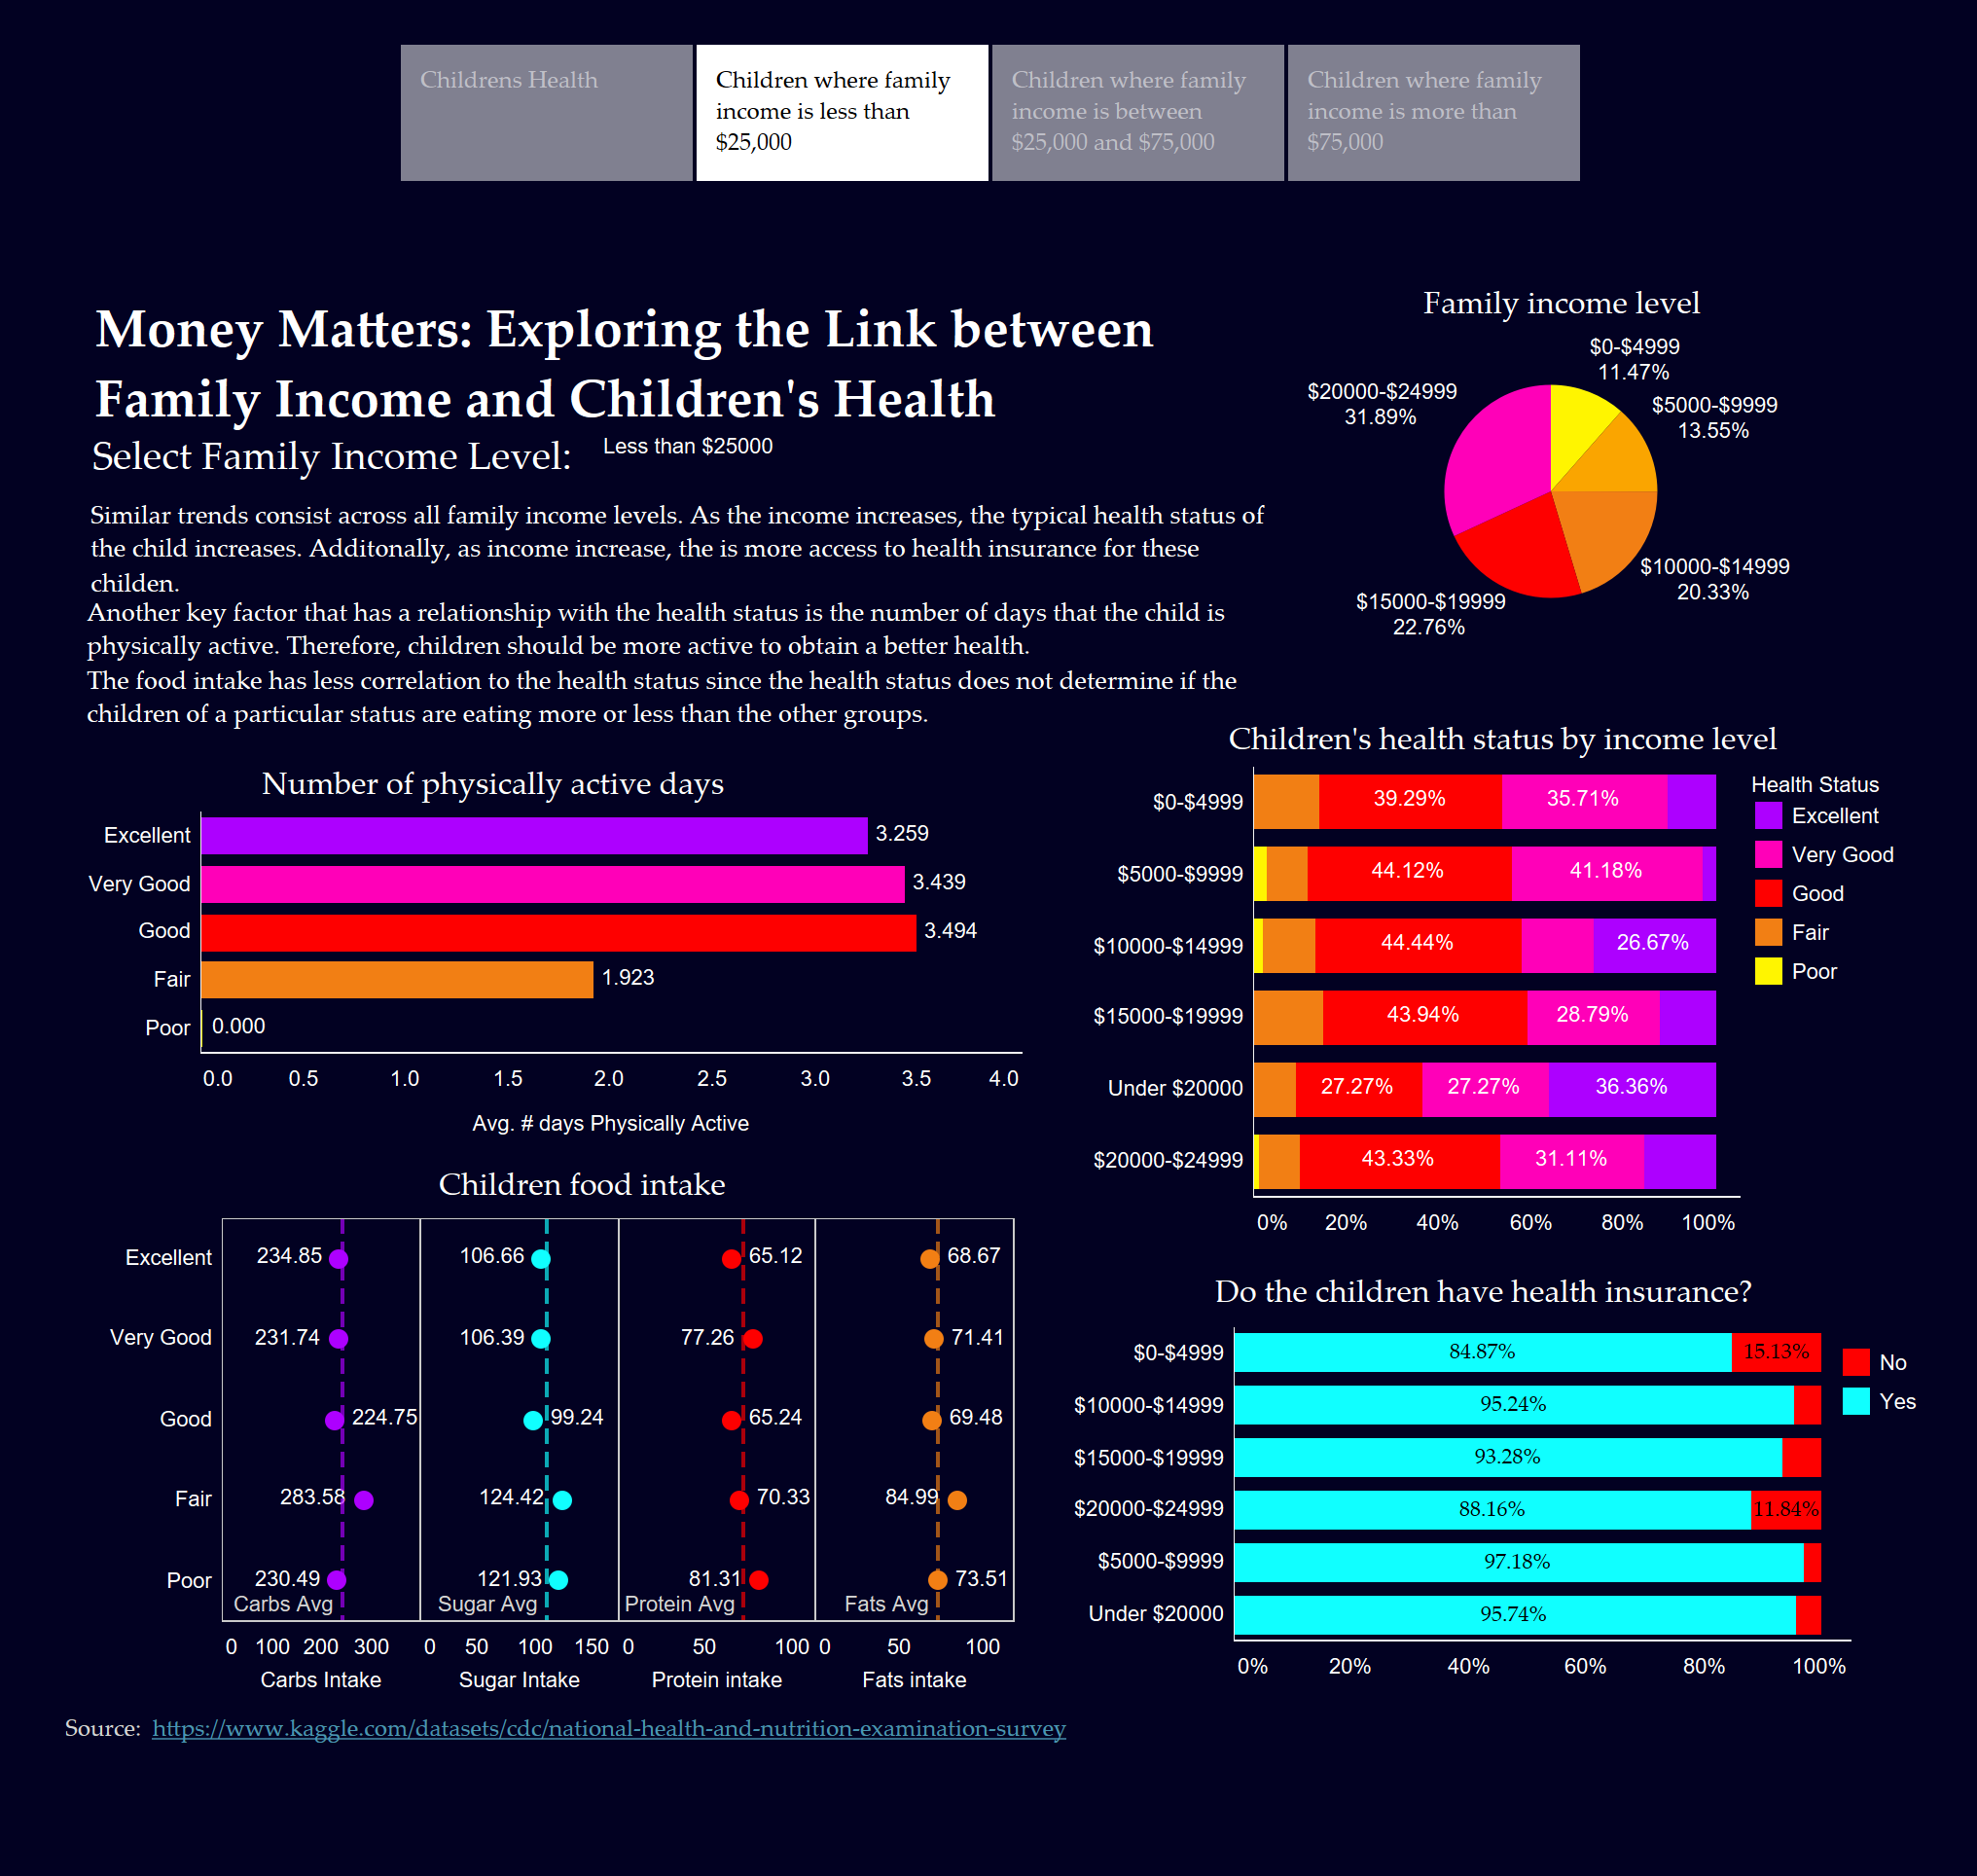 Childrens Health
Children where family
income is less than
$25,000
Children where family
income is between
$25,000 and $75,000
Children where family
income is more than
$75,000
Money Matters: Exploring the Link between
Family Income and Children's Health
Select Family Income Level:
Less than $25000
Similar trends consist across all family income levels. As the income increases, the typical health status of
the child increases. Additonally, as income increase, the is more access to health insurance for these
childen.
Another key factor that has a relationship with the health status is the number of days that the child is
physically active. Therefore, children should be more active to obtain a better health.
The food intake has less correlation to the health status since the health status does not determine if the
children of a particular status are eating more or less than the other groups.
Family income level
$0-$4999
11.47%
$5000-$9999
13.55%
$10000-$14999
20.33%
$15000-$19999
22.76%
$20000-$24999
31.89%
Number of physically active days
Excellent 3.259
Very Good 3.439
Good 3.494
Fair 1.923
Poor 0.000
0.0 0.5 1.0 1.5 2.0 2.5 3.0 3.5 4.0
Avg. # days Physically Active
Children's health status by income level
$0-$4999 39.29% 35.71%
$5000-$9999 44.12% 41.18%
$10000-$14999 44.44% 26.67%
$15000-$19999 43.94% 28.79%
Under $20000 27.27% 27.27% 36.36%
$20000-$24999 43.33% 31.11%
0% 20% 40% 60% 80% 100%
Health Status
Excellent
Very Good
Good
Fair
Poor
Children food intake
Excellent 234.85 106.66 65.12 68.67
Very Good 231.74 106.39 77.26 71.41
Good 224.75 99.24 65.24 69.48
Fair 283.58 124.42 70.33 84.99
Poor 230.49 121.93 81.31 73.51
Carbs Avg Sugar Avg Protein Avg Fats Avg
0 100 200 300 0 50 100 150 0 50 100 0 50 100
Carbs Intake Sugar Intake Protein intake Fats intake
Do the children have health insurance?
$0-$4999 84.87% 15.13%
$10000-$14999 95.24%
$15000-$19999 93.28%
$20000-$24999 88.16% 11.84%
$5000-$9999 97.18%
Under $20000 95.74%
0% 20% 40% 60% 80% 100%
No
Yes
Source: https://www.kaggle.com/datasets/cdc/national-health-and-nutrition-examination-survey